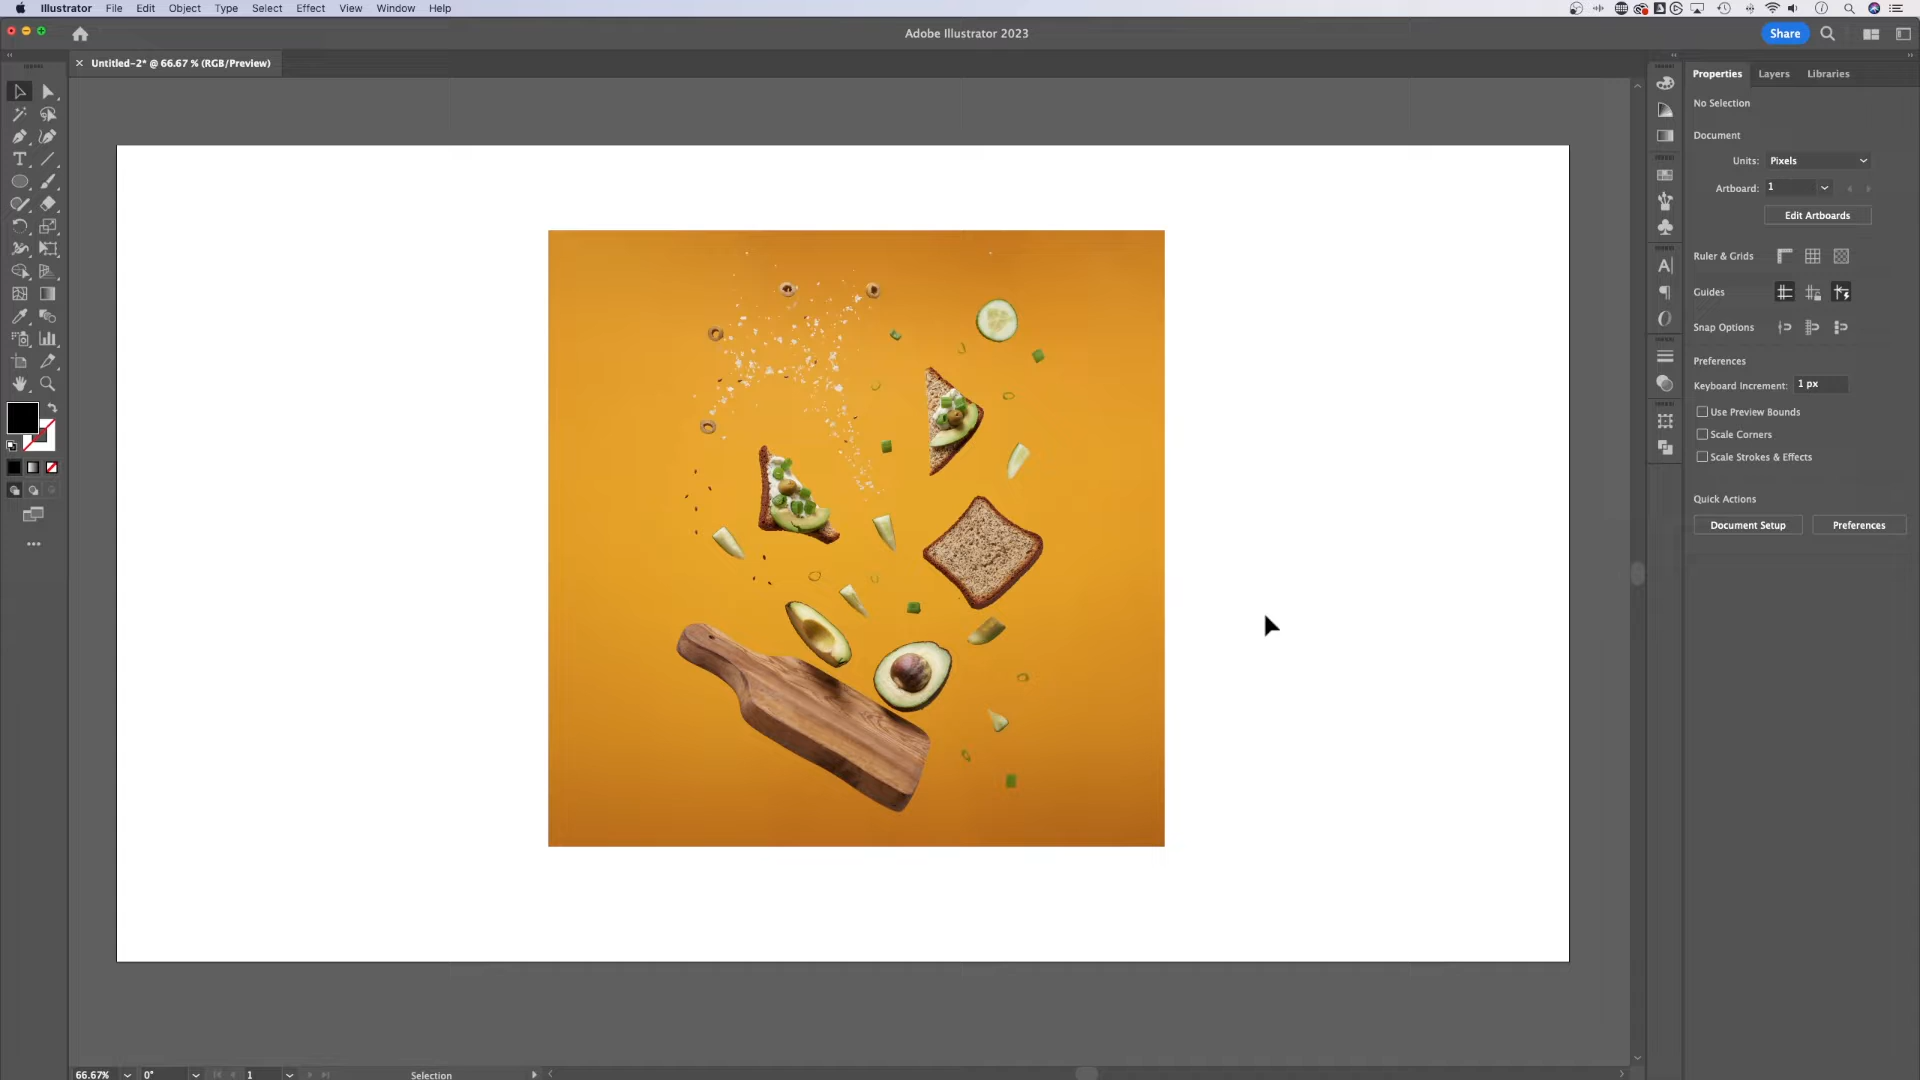 Illustrator File Edit Object Type Select Effect View Window Help
Adobe Illustrator 2023
Share
Untitled-2* @ 66.67 % (RGB/Preview)
Properties Layers Libraries
No Selection
Document
Units: Pixels
Artboard: 1
Edit Artboards
Ruler & Grids
Guides
Snap Options
Preferences
Keyboard Increment: 1 px
Use Preview Bounds
Scale Corners
Scale Strokes & Effects
Quick Actions
Document Setup Preferences
66.67% 0° 1 Selection